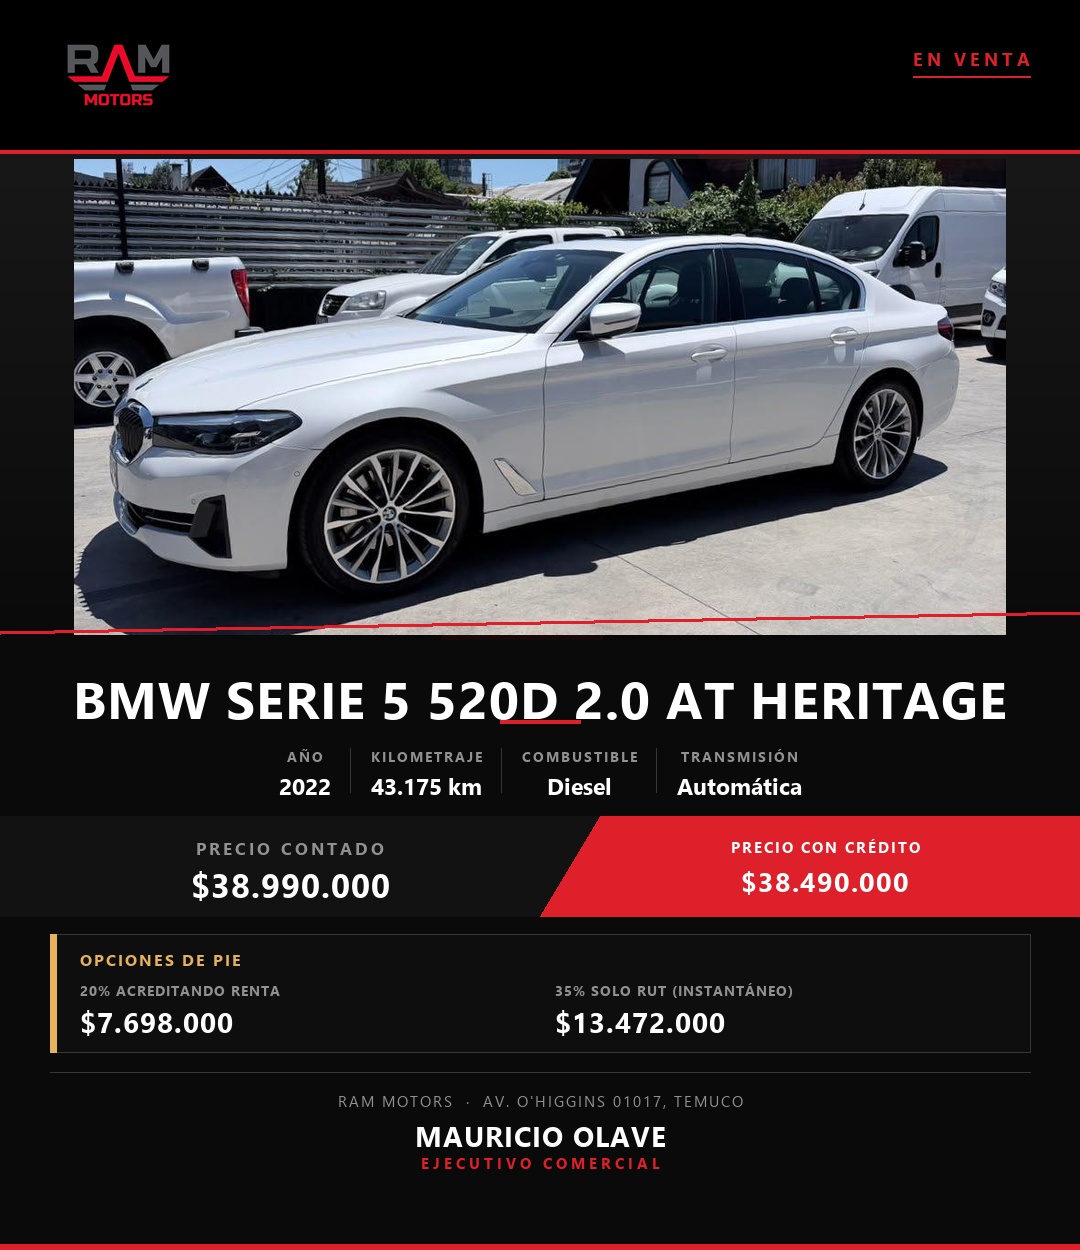 RAM
MOTORS
EN VENTA
BMW SERIE 5 520D 2.0 AT HERITAGE
AÑO
2022
KILOMETRAJE
43.175 km
COMBUSTIBLE
Diesel
TRANSMISIÓN
Automática
PRECIO CONTADO
$38.990.000
PRECIO CON CRÉDITO
$38.490.000
OPCIONES DE PIE
20% ACREDITANDO RENTA
$7.698.000
35% SOLO RUT (INSTANTÁNEO)
$13.472.000
RAM MOTORS · AV. O'HIGGINS 01017, TEMUCO
MAURICIO OLAVE
EJECUTIVO COMERCIAL